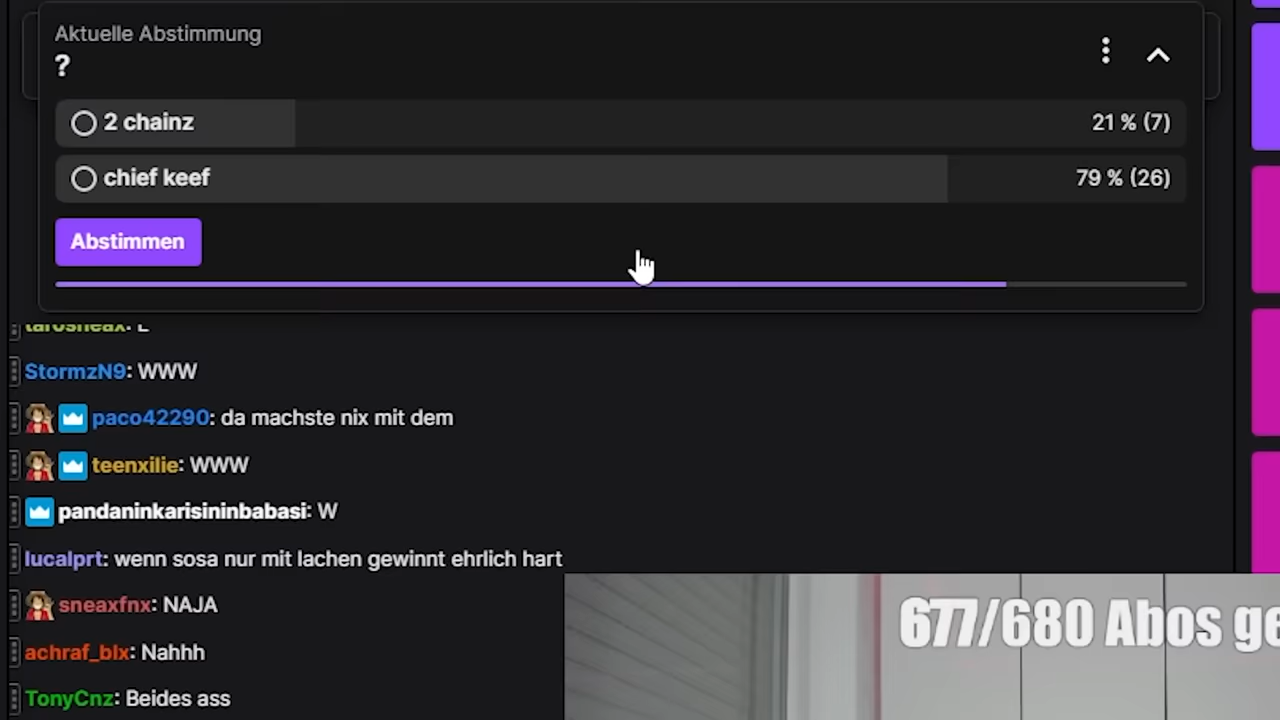 Aktuelle Abstimmung
?
2 chainz 21 % (7)
chief keef 79 % (26)
Abstimmen
tarosneax: L
StormzN9: WWW
paco42290: da machste nix mit dem
teenxilie: WWW
pandaninkarisininbabasi: W
lucalprt: wenn sosa nur mit lachen gewinnt ehrlich hart
sneaxfnx: NAJA
achraf_blx: Nahhh
TonyCnz: Beides ass
677/680 Abos ge